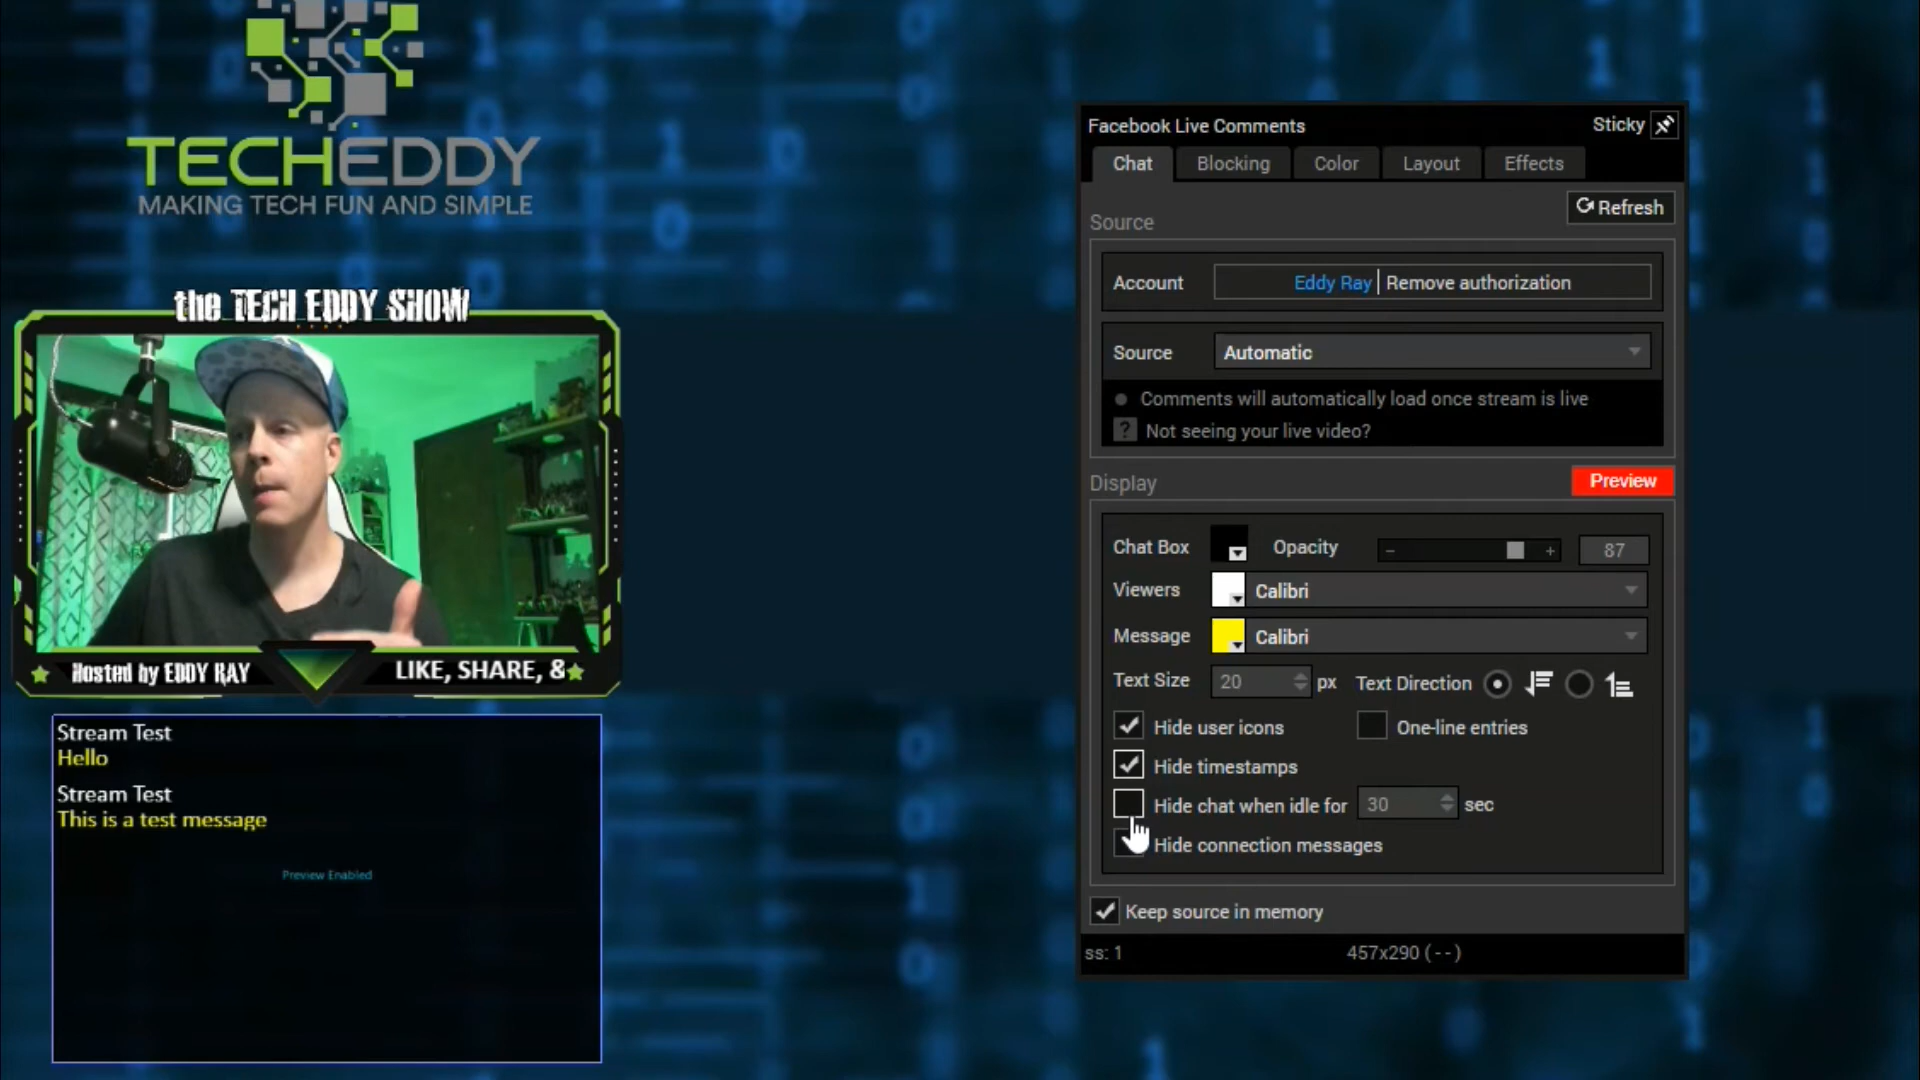 TECHEDDY
MAKING TECH FUN AND SIMPLE
the TECH EDDY SHOW
Hosted by EDDY RAY
LIKE, SHARE, &
Stream Test
Hello
Stream Test
This is a test message
Preview Enabled
Facebook Live Comments
Sticky
Chat Blocking Color Layout Effects
Refresh
Source
Account Eddy Ray | Remove authorization
Source Automatic
Comments will automatically load once stream is live
? Not seeing your live video?
Display Preview
Chat Box Opacity - + 87
Viewers Calibri
Message Calibri
Text Size 20 px Text Direction
Hide user icons One-line entries
Hide timestamps
Hide chat when idle for 30 sec
Hide connection messages
Keep source in memory
ss: 1 457x290 (--)